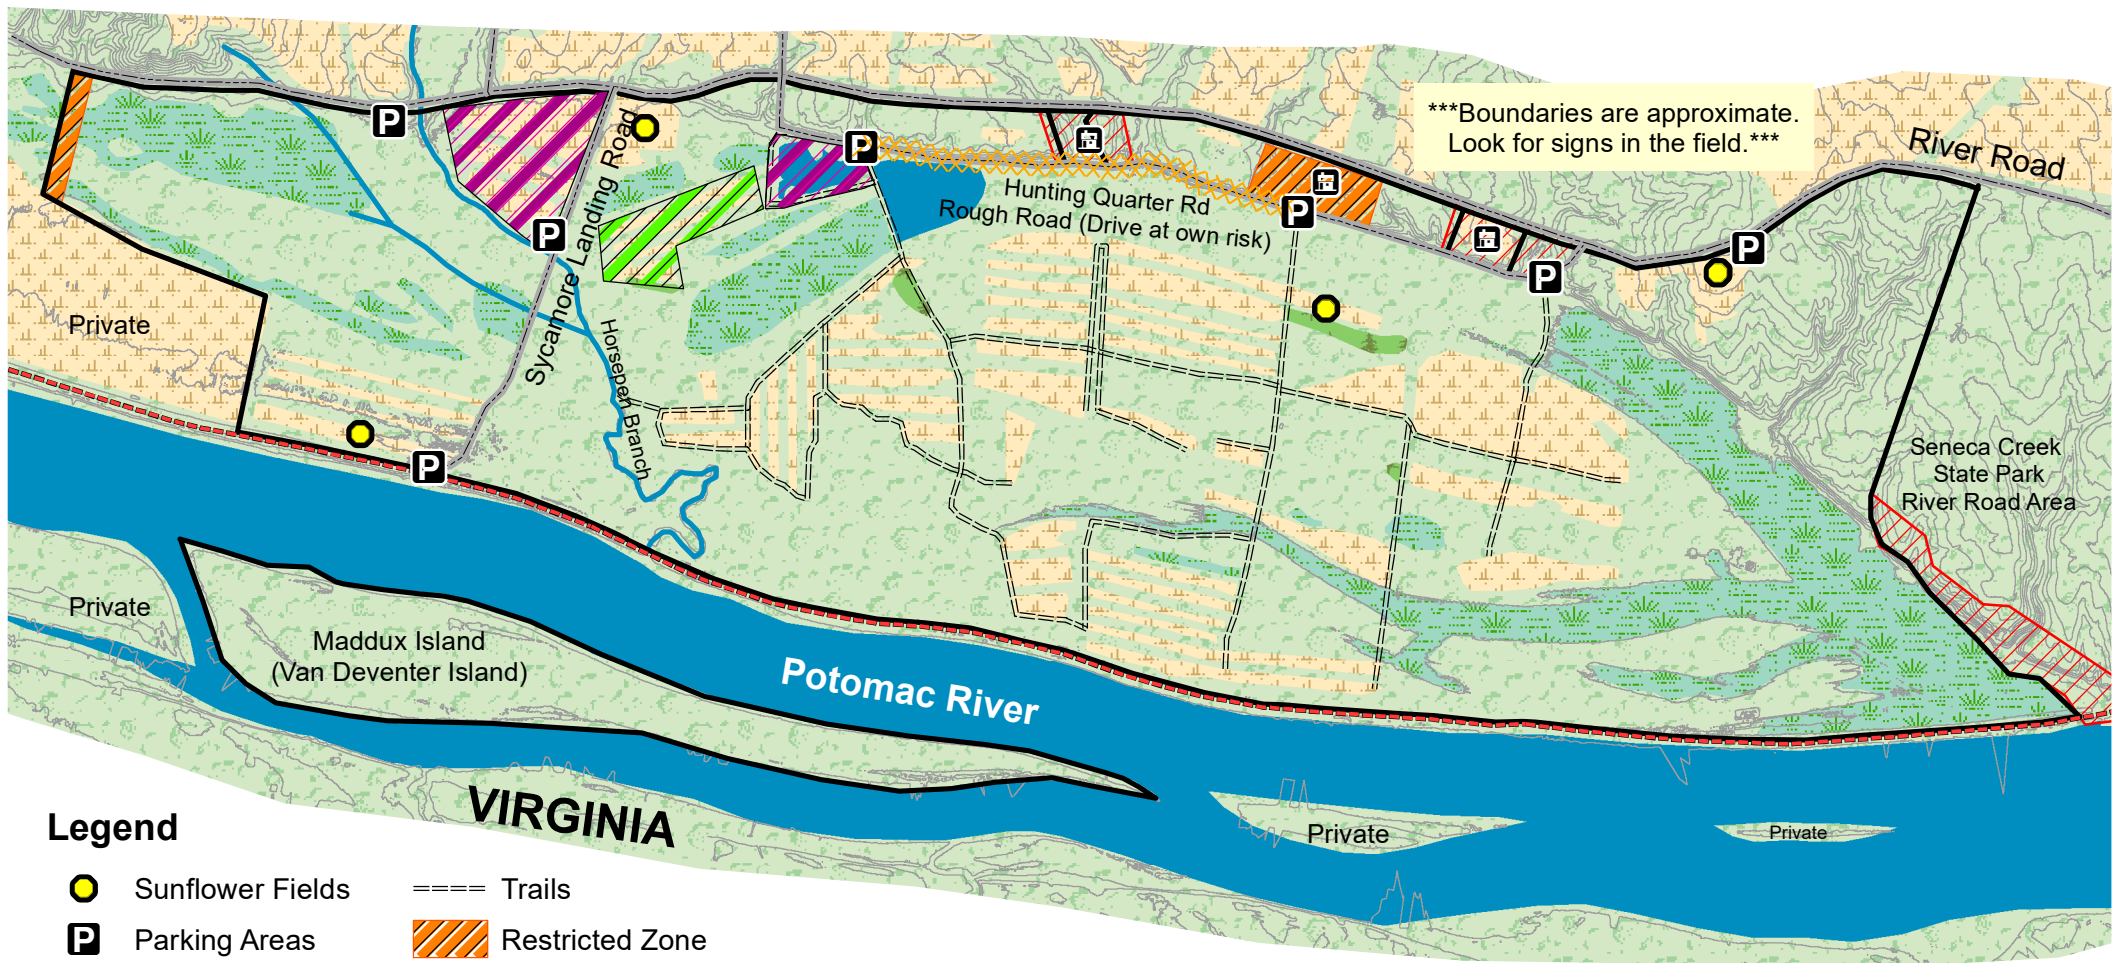 ***Boundaries are approximate.
Look for signs in the field.***
River Road
P
P
P
P
P
P
P
P
Sycamore Landing Road
Hunting Quarter Rd
Rough Road (Drive at own risk)
Horsepen Branch
Private
Seneca Creek
State Park
River Road Area
Private
Maddux Island
(Van Deventer Island)
Potomac River
VIRGINIA
Private
Private
Legend
Sunflower Fields
Trails
P Parking Areas
Restricted Zone